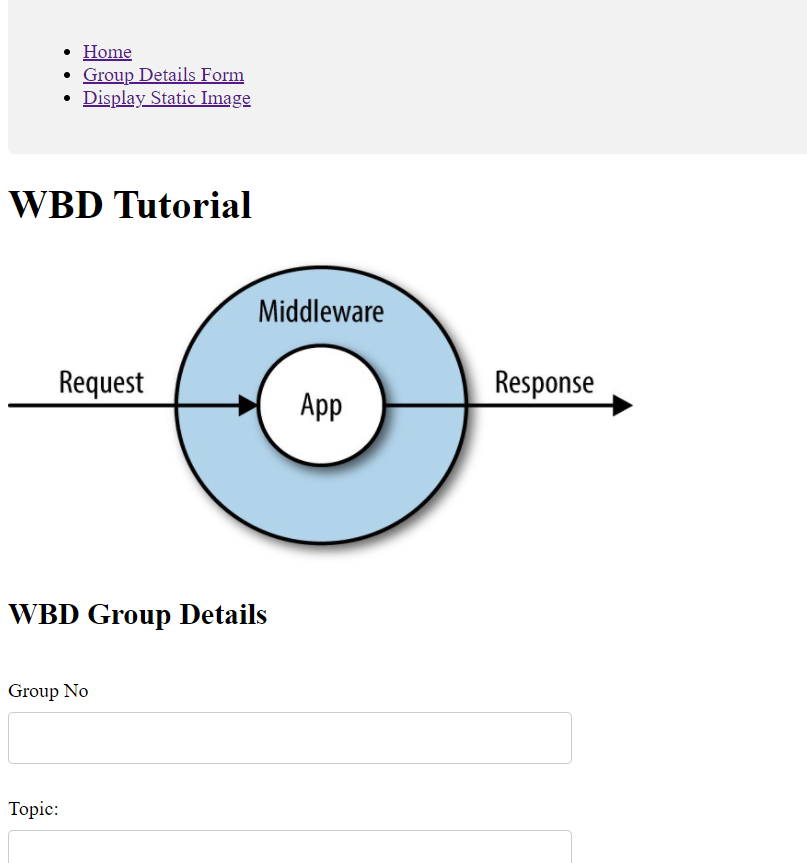 Home
Group Details Form
Display Static Image
WBD Tutorial
Middleware
Request
App
Response
WBD Group Details
Group No
Topic: